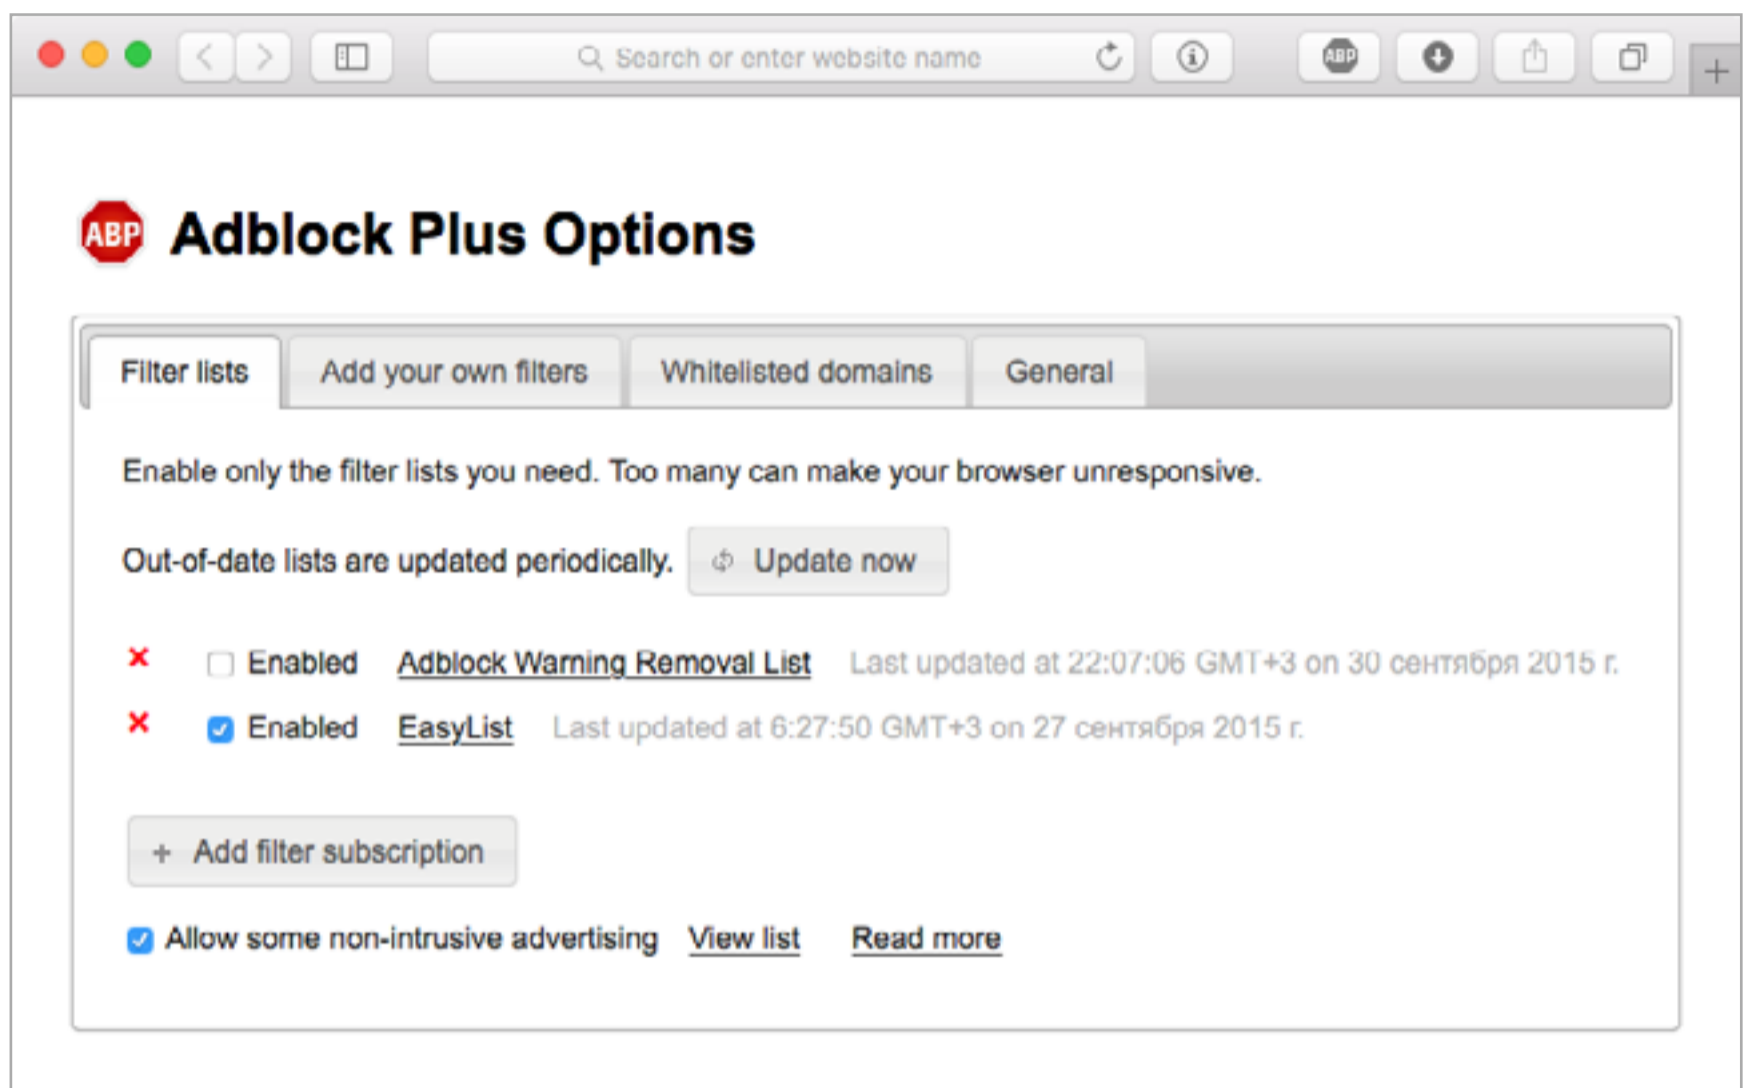 Search or enter website name
ABP
ABP Adblock Plus Options
Filter lists Add your own filters Whitelisted domains General
Enable only the filter lists you need. Too many can make your browser unresponsive.
Out-of-date lists are updated periodically. Update now
Enabled Adblock Warning Removal List Last updated at 22:07:06 GMT+3 on 30 сентября 2015 г.
Enabled EasyList Last updated at 6:27:50 GMT+3 on 27 сентября 2015 г.
+ Add filter subscription
Allow some non-intrusive advertising View list Read more